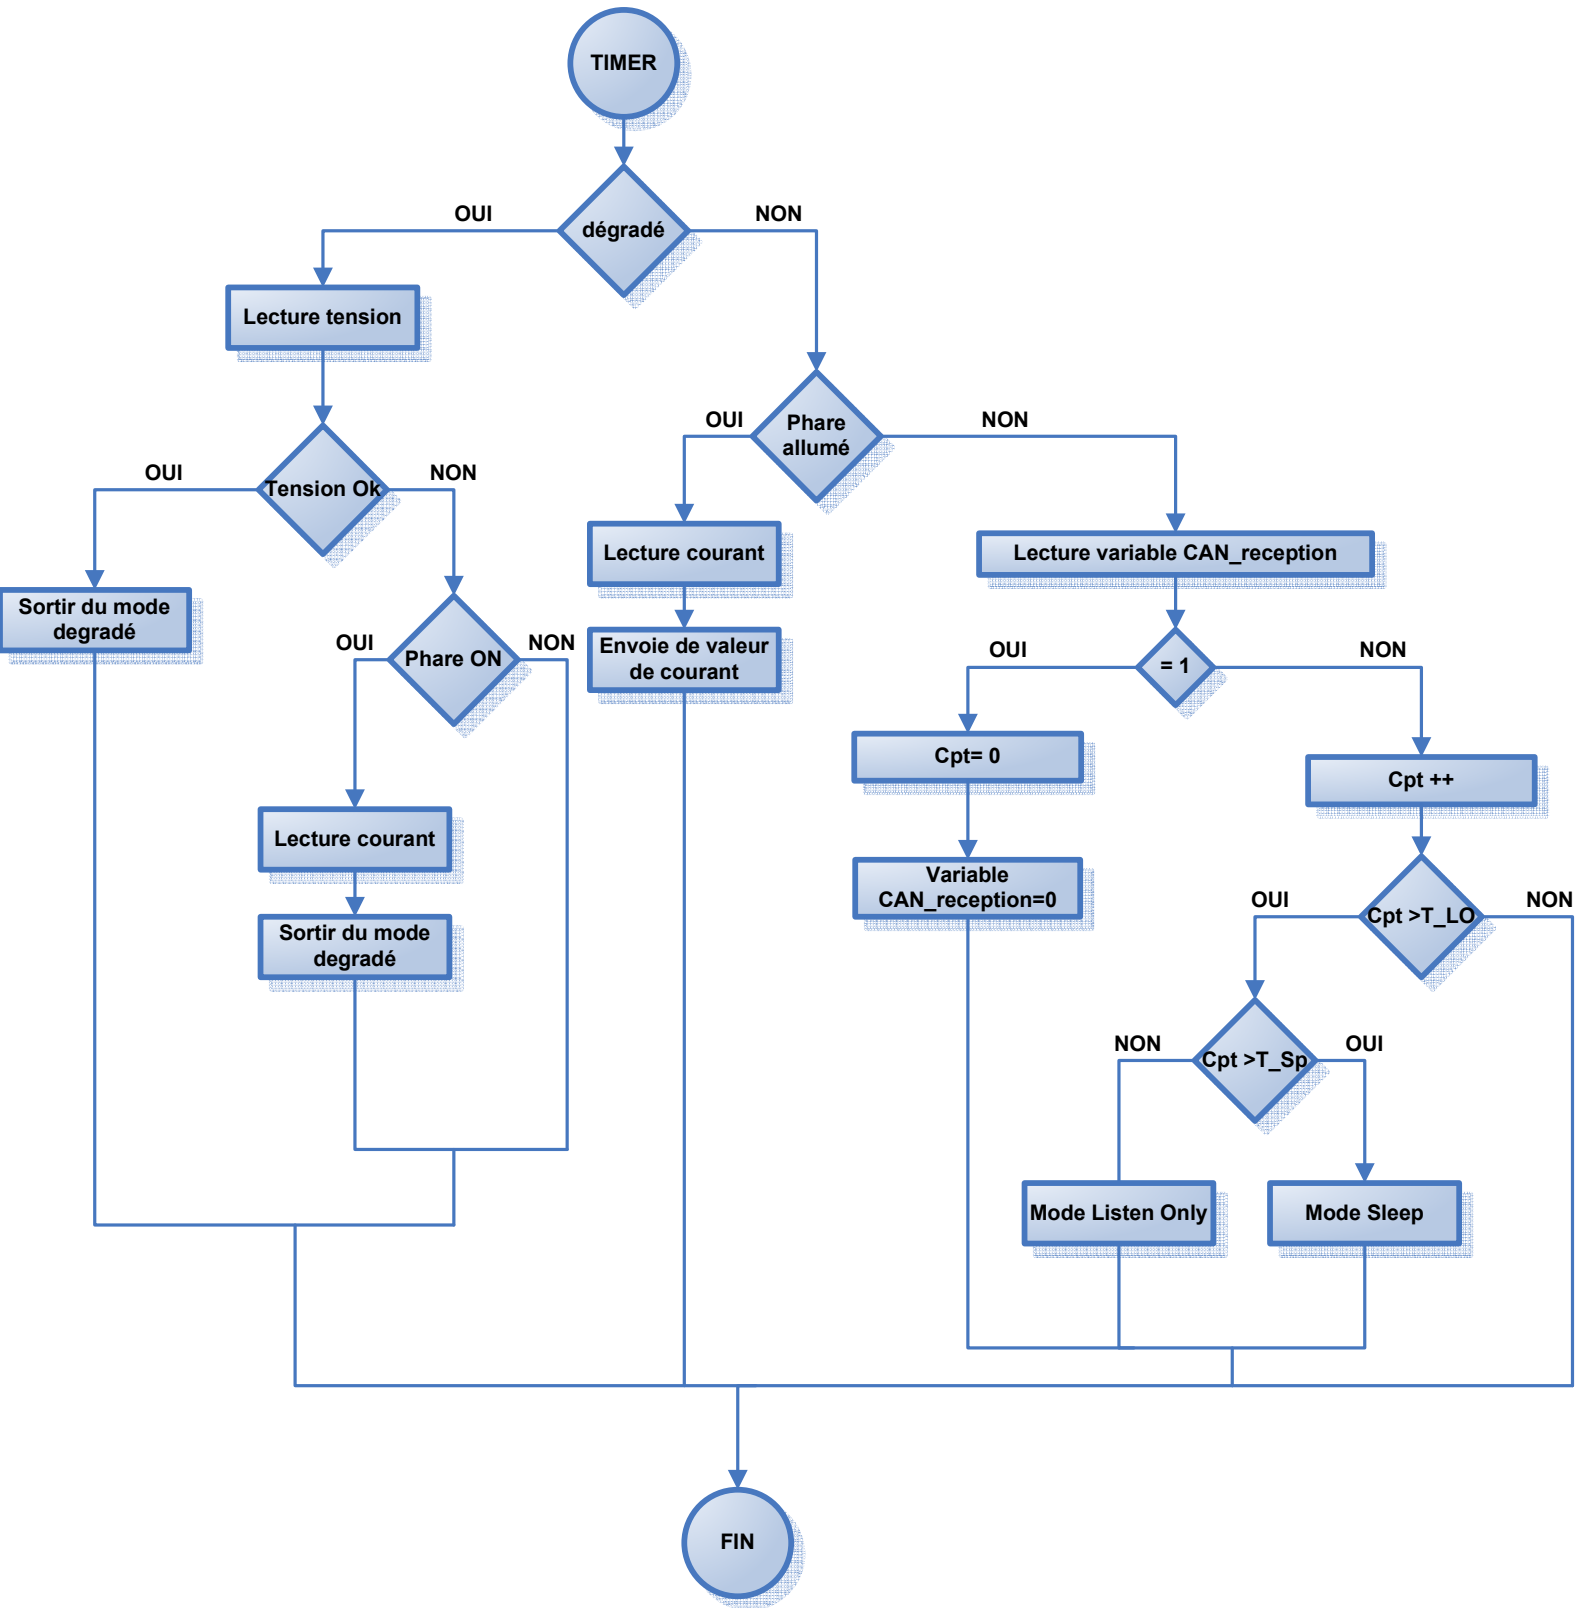 TIMER
OUI
NON
dégradé
Lecture tension
OUI
NON
Phare
allumé
OUI
NON
Tension Ok
Lecture courant
Lecture variable CAN_reception
Sortir du mode
degradé
OUI
NON
Phare ON
Envoie de valeur
de courant
OUI
NON
= 1
Cpt= 0
Cpt ++
Lecture courant
Variable
CAN_reception=0
OUI
NON
Cpt >T_LO
Sortir du mode
degradé
NON
OUI
Cpt >T_Sp
Mode Listen Only
Mode Sleep
FIN